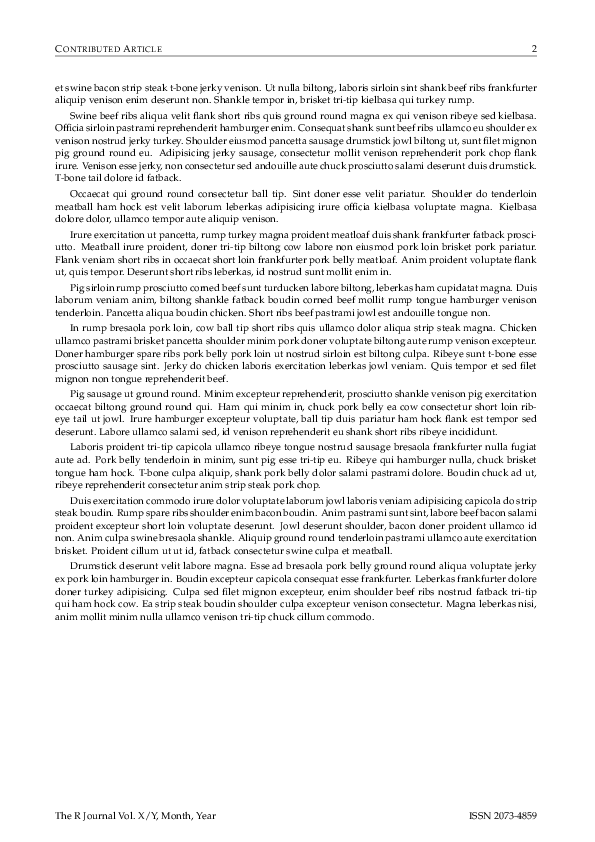 CONTRIBUTED ARTICLE 2
et swine bacon strip steak t-bone jerky venison. Ut nulla biltong, laboris sirloin sint shank beef ribs frankfurter
aliquip venison enim deserunt non. Shankle tempor in, brisket tri-tip kielbasa qui turkey rump.
Swine beef ribs aliqua velit flank short ribs quis ground round magna ex qui venison ribeye sed kielbasa.
Officia sirloin pastrami reprehenderit hamburger enim. Consequat shank sunt beef ribs ullamco eu shoulder ex
venison nostrud jerky turkey. Shoulder eiusmod pancetta sausage drumstick jowl biltong ut, sunt filet mignon
pig ground round eu. Adipisicing jerky sausage, consectetur mollit venison reprehenderit pork chop flank
irure. Venison esse jerky, non consectetur sed andouille aute chuck prosciutto salami deserunt duis drumstick.
T-bone tail dolore id fatback.
Occaecat qui ground round consectetur ball tip. Sint doner esse velit pariatur. Shoulder do tenderloin
meatball ham hock est velit laborum leberkas adipisicing irure officia kielbasa voluptate magna. Kielbasa
dolore dolor, ullamco tempor aute aliquip venison.
Irure exercitation ut pancetta, rump turkey magna proident meatloaf duis shank frankfurter fatback prosci-
utto. Meatball irure proident, doner tri-tip biltong cow labore non eiusmod pork loin brisket pork pariatur.
Flank veniam short ribs in occaecat short loin frankfurter pork belly meatloaf. Anim proident voluptate flank
ut, quis tempor. Deserunt short ribs leberkas, id nostrud sunt mollit enim in.
Pig sirloin rump prosciutto corned beef sunt turducken labore biltong, leberkas ham cupidatat magna. Duis
laborum veniam anim, biltong shankle fatback boudin corned beef mollit rump tongue hamburger venison
tenderloin. Pancetta aliqua boudin chicken. Short ribs beef pastrami jowl est andouille tongue non.
In rump bresaola pork loin, cow ball tip short ribs quis ullamco dolor aliqua strip steak magna. Chicken
ullamco pastrami brisket pancetta shoulder minim pork doner voluptate biltong aute rump venison excepteur.
Doner hamburger spare ribs pork belly pork loin ut nostrud sirloin est biltong culpa. Ribeye sunt t-bone esse
prosciutto sausage sint. Jerky do chicken laboris exercitation leberkas jowl veniam. Quis tempor et sed filet
mignon non tongue reprehenderit beef.
Pig sausage ut ground round. Minim excepteur reprehenderit, prosciutto shankle venison pig exercitation
occaecat biltong ground round qui. Ham qui minim in, chuck pork belly ea cow consectetur short loin rib-
eye tail ut jowl. Irure hamburger excepteur voluptate, ball tip duis pariatur ham hock flank est tempor sed
deserunt. Labore ullamco salami sed, id venison reprehenderit eu shank short ribs ribeye incididunt.
Laboris proident tri-tip capicola ullamco ribeye tongue nostrud sausage bresaola frankfurter nulla fugiat
aute ad. Pork belly tenderloin in minim, sunt pig esse tri-tip eu. Ribeye qui hamburger nulla, chuck brisket
tongue ham hock. T-bone culpa aliquip, shank pork belly dolor salami pastrami dolore. Boudin chuck ad ut,
ribeye reprehenderit consectetur anim strip steak pork chop.
Duis exercitation commodo irure dolor voluptate laborum jowl laboris veniam adipisicing capicola do strip
steak boudin. Rump spare ribs shoulder enim bacon boudin. Anim pastrami sunt sint, labore beef bacon salami
proident excepteur short loin voluptate deserunt. Jowl deserunt shoulder, bacon doner proident ullamco id
non. Anim culpa swine bresaola shankle. Aliquip ground round tenderloin pastrami ullamco aute exercitation
brisket. Proident cillum ut ut id, fatback consectetur swine culpa et meatball.
Drumstick deserunt velit labore magna. Esse ad bresaola pork belly ground round aliqua voluptate jerky
ex pork loin hamburger in. Boudin excepteur capicola consequat esse frankfurter. Leberkas frankfurter dolore
doner turkey adipisicing. Culpa sed filet mignon excepteur, enim shoulder beef ribs nostrud fatback tri-tip
qui ham hock cow. Ea strip steak boudin shoulder culpa excepteur venison consectetur. Magna leberkas nisi,
anim mollit minim nulla ullamco venison tri-tip chuck cillum commodo.
The R Journal Vol. X/Y, Month, Year ISSN 2073-4859